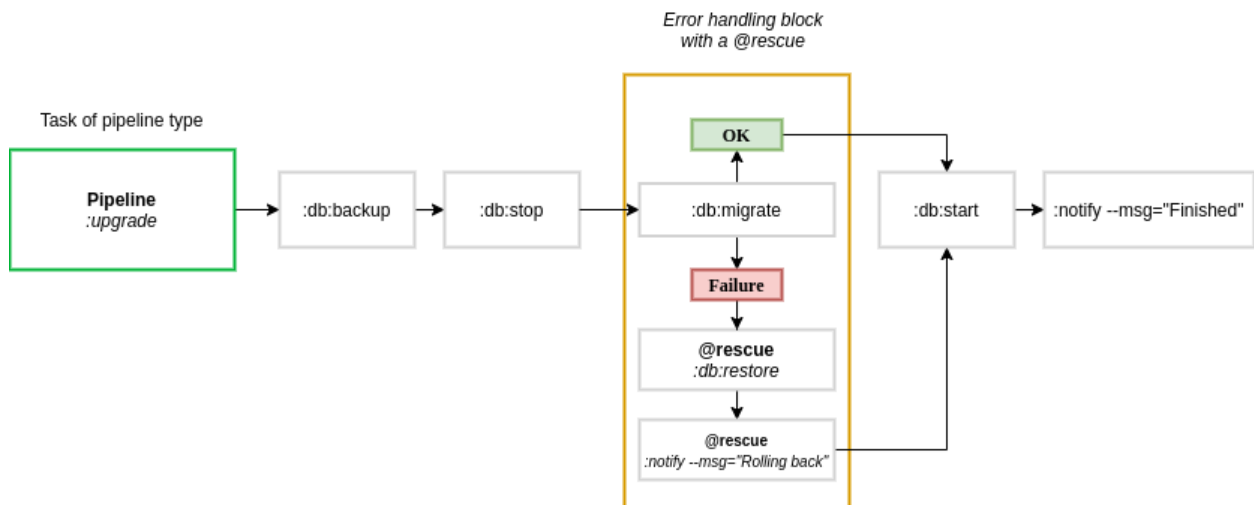 Error handling block
with a @rescue
Task of pipeline type
Pipeline
:upgrade
:db:backup
:db:stop
OK
:db:migrate
Failure
@rescue
:db:restore
@rescue
:notify --msg="Rolling back"
:db:start
:notify --msg="Finished"